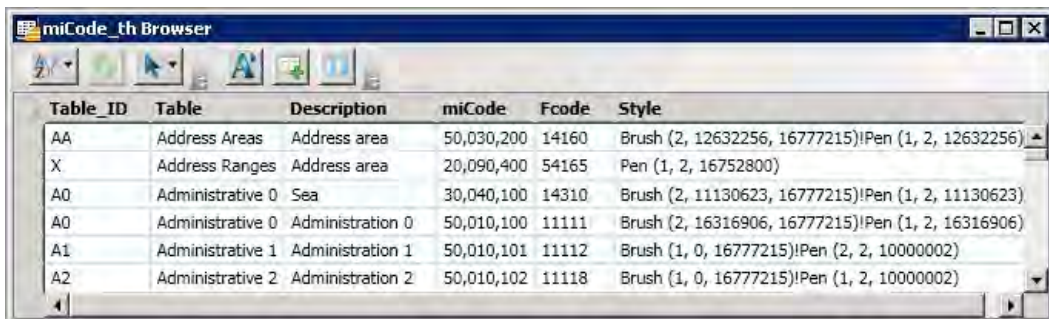 miCode_th Browser
Table_ID Table Description miCode Fcode Style
AA Address Areas Address area 50,030,200 14160 Brush (2, 12632256, 16777215)!Pen (1, 2, 12632256)
X Address Ranges Address area 20,090,400 54165 Pen (1, 2, 16752800)
A0 Administrative 0 Sea 30,040,100 14310 Brush (2, 11130623, 16777215)!Pen (1, 2, 11130623)
A0 Administrative 0 Administration 0 50,010,100 11111 Brush (2, 16316906, 16777215)!Pen (1, 2, 16316906)
A1 Administrative 1 Administration 1 50,010,101 11112 Brush (1, 0, 16777215)!Pen (2, 2, 10000002)
A2 Administrative 2 Administration 2 50,010,102 11118 Brush (1, 0, 16777215)!Pen (1, 2, 10000002)